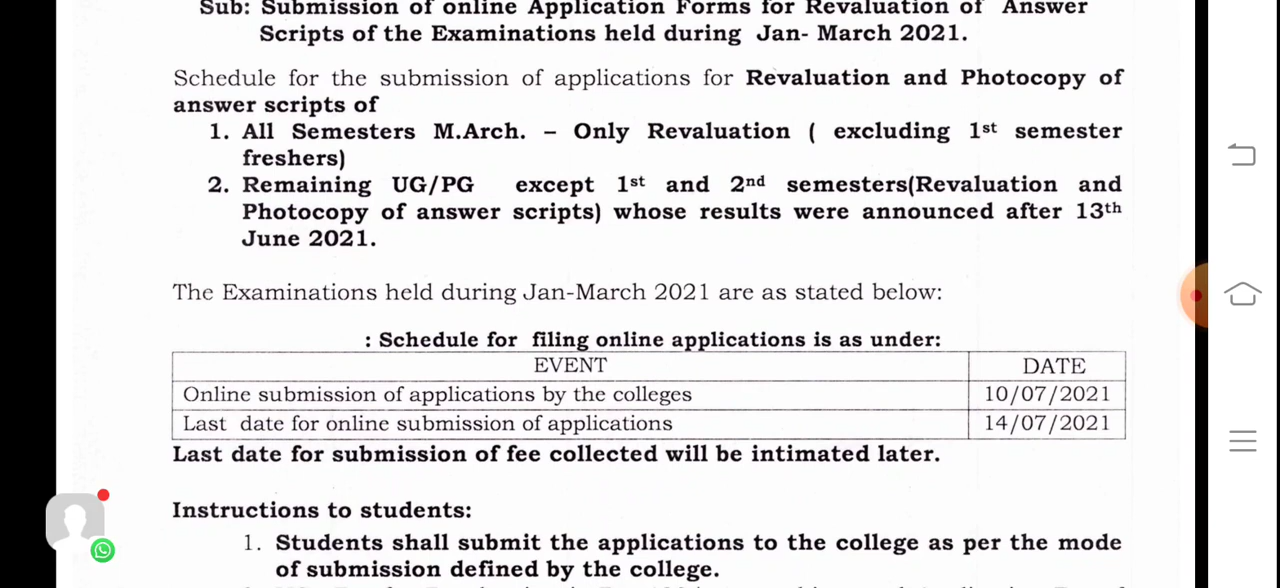 Sub: Submission of online Application Forms for Revaluation of Answer
Scripts of the Examinations held during Jan- March 2021.
Schedule for the submission of applications for Revaluation and Photocopy of
answer scripts of
1. All Semesters M.Arch. – Only Revaluation ( excluding 1st semester
freshers)
2. Remaining UG/PG except 1st and 2nd semesters(Revaluation and
Photocopy of answer scripts) whose results were announced after 13th
June 2021.
The Examinations held during Jan-March 2021 are as stated below:
: Schedule for filing online applications is as under:
EVENT DATE
Online submission of applications by the colleges 10/07/2021
Last date for online submission of applications 14/07/2021
Last date for submission of fee collected will be intimated later.
Instructions to students:
1. Students shall submit the applications to the college as per the mode
of submission defined by the college.